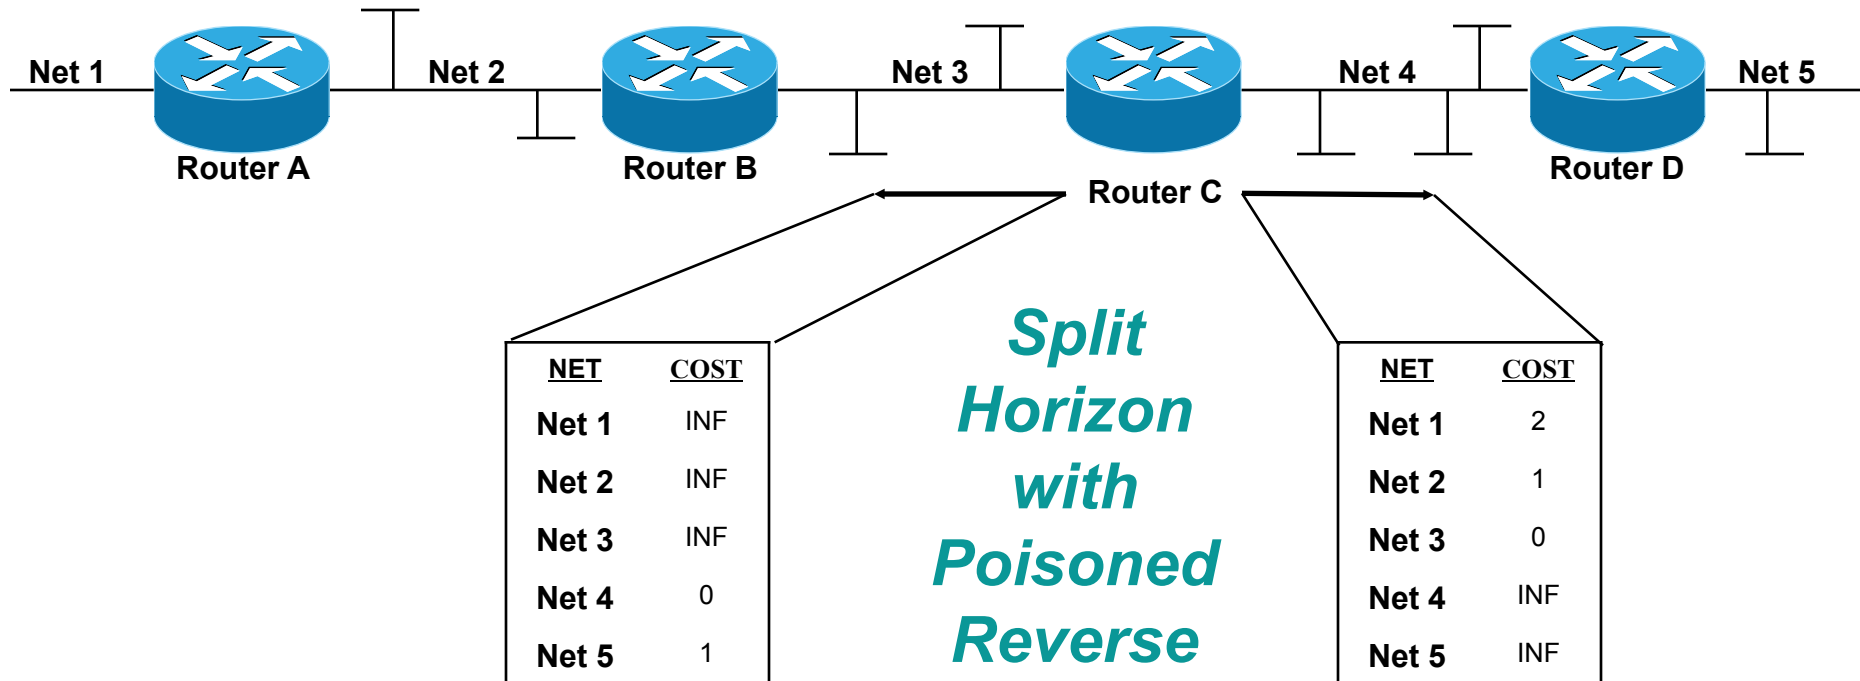 Net 1 Net 2 Net 3 Net 4 Net 5
Router A Router B Router C Router D
NET COST
Net 1 INF
Net 2 INF
Net 3 INF
Net 4 0
Net 5 1
Split
Horizon
with
Poisoned
Reverse
NET COST
Net 1 2
Net 2 1
Net 3 0
Net 4 INF
Net 5 INF